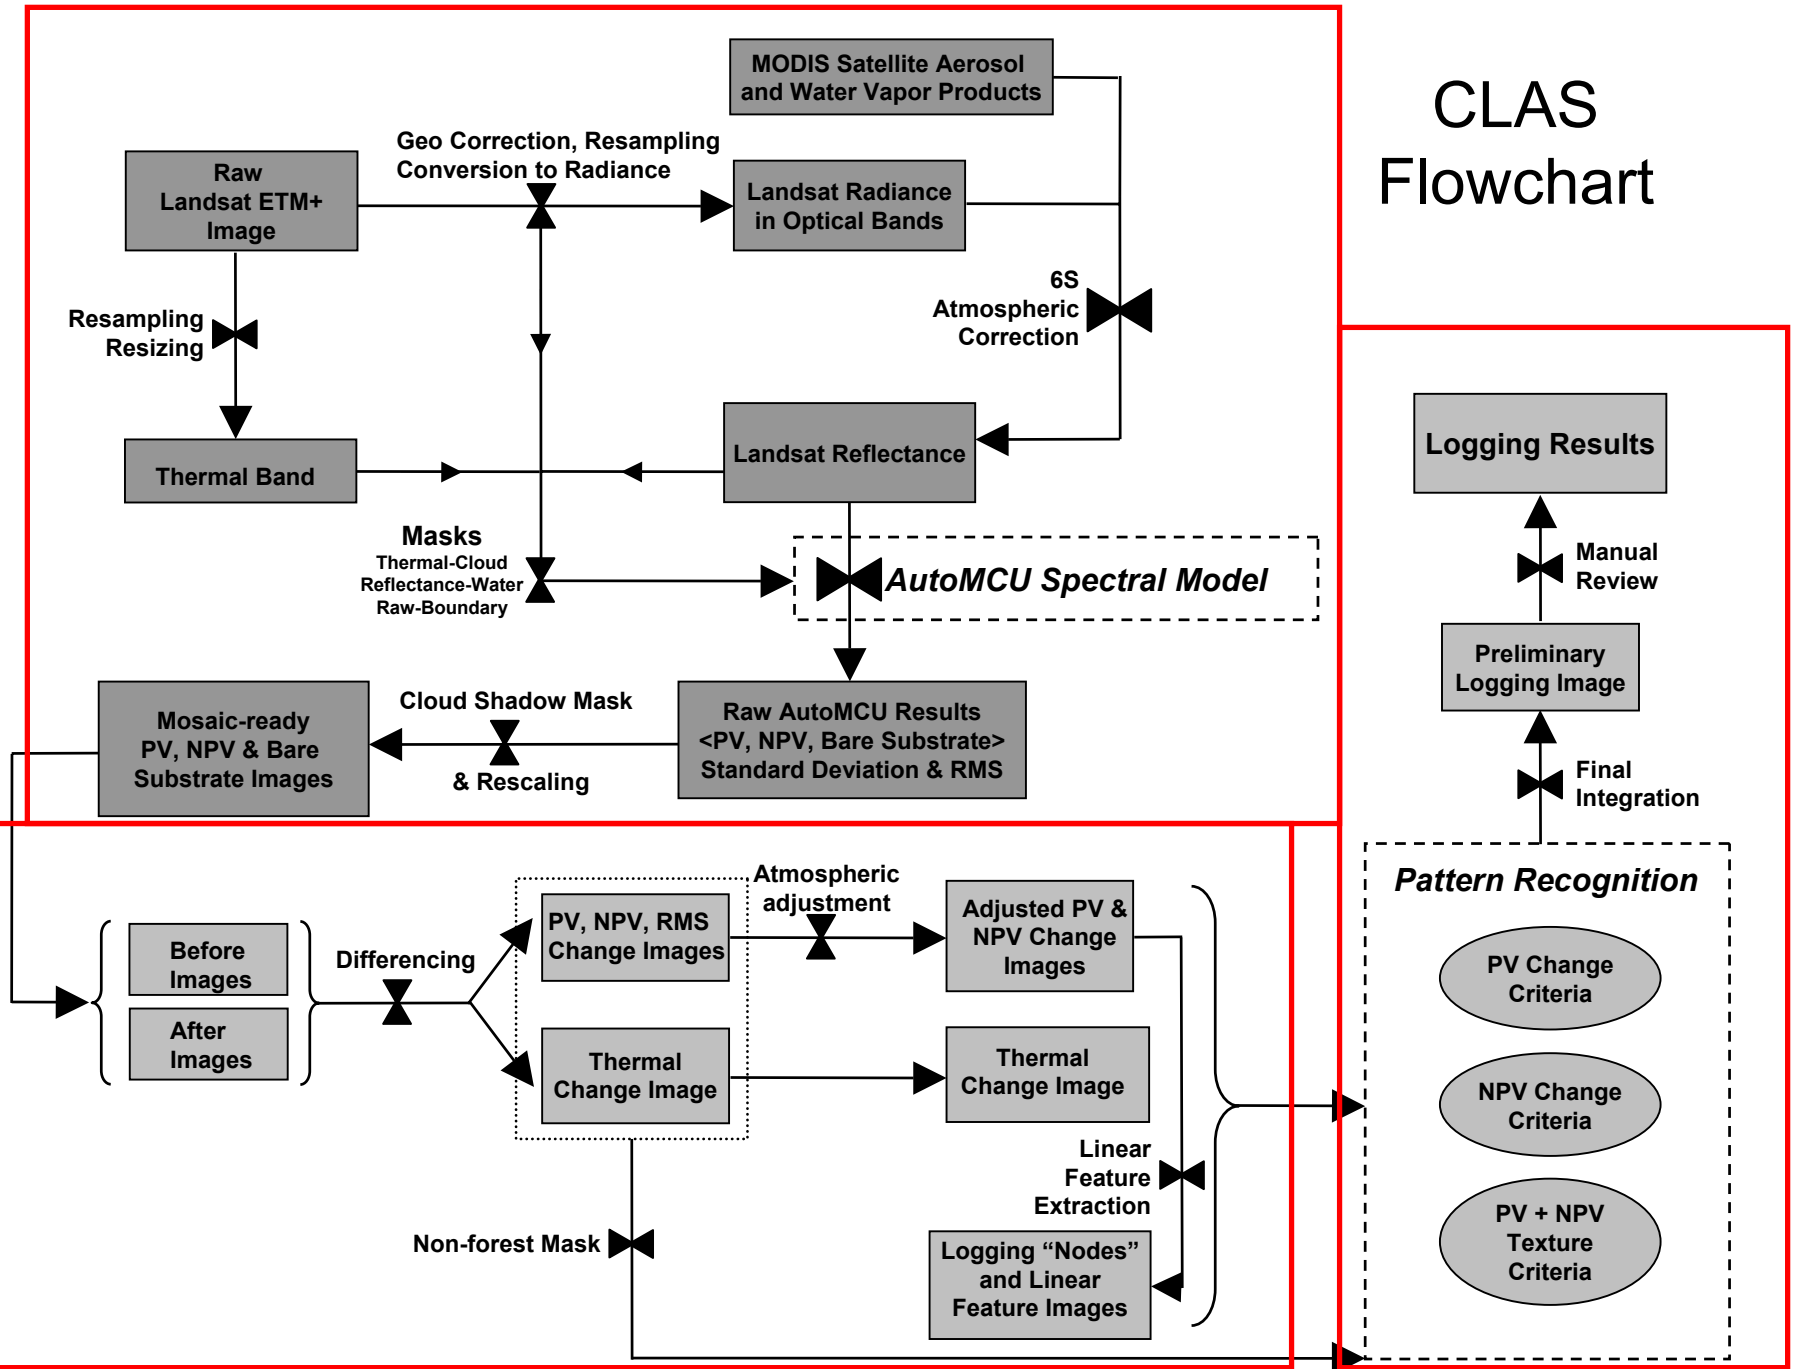 CLAS
Flowchart
MODIS Satellite Aerosol
and Water Vapor Products
Geo Correction, Resampling
Conversion to Radiance
Raw
Landsat ETM+
Image
Landsat Radiance
in Optical Bands
6S
Atmospheric
Correction
Resampling
Resizing
Thermal Band
Landsat Reflectance
Masks
Thermal-Cloud
Reflectance-Water
Raw-Boundary
AutoMCU Spectral Model
Mosaic-ready
PV, NPV & Bare
Substrate Images
Cloud Shadow Mask
& Rescaling
Raw AutoMCU Results
<PV, NPV, Bare Substrate>
Standard Deviation & RMS
Before
Images
After
Images
Differencing
PV, NPV, RMS
Change Images
Thermal
Change Image
Atmospheric
adjustment
Adjusted PV &
NPV Change
Images
Thermal
Change Image
Linear
Feature
Extraction
Non-forest Mask
Logging “Nodes”
and Linear
Feature Images
Logging Results
Manual
Review
Preliminary
Logging Image
Final
Integration
Pattern Recognition
PV Change
Criteria
NPV Change
Criteria
PV + NPV
Texture
Criteria